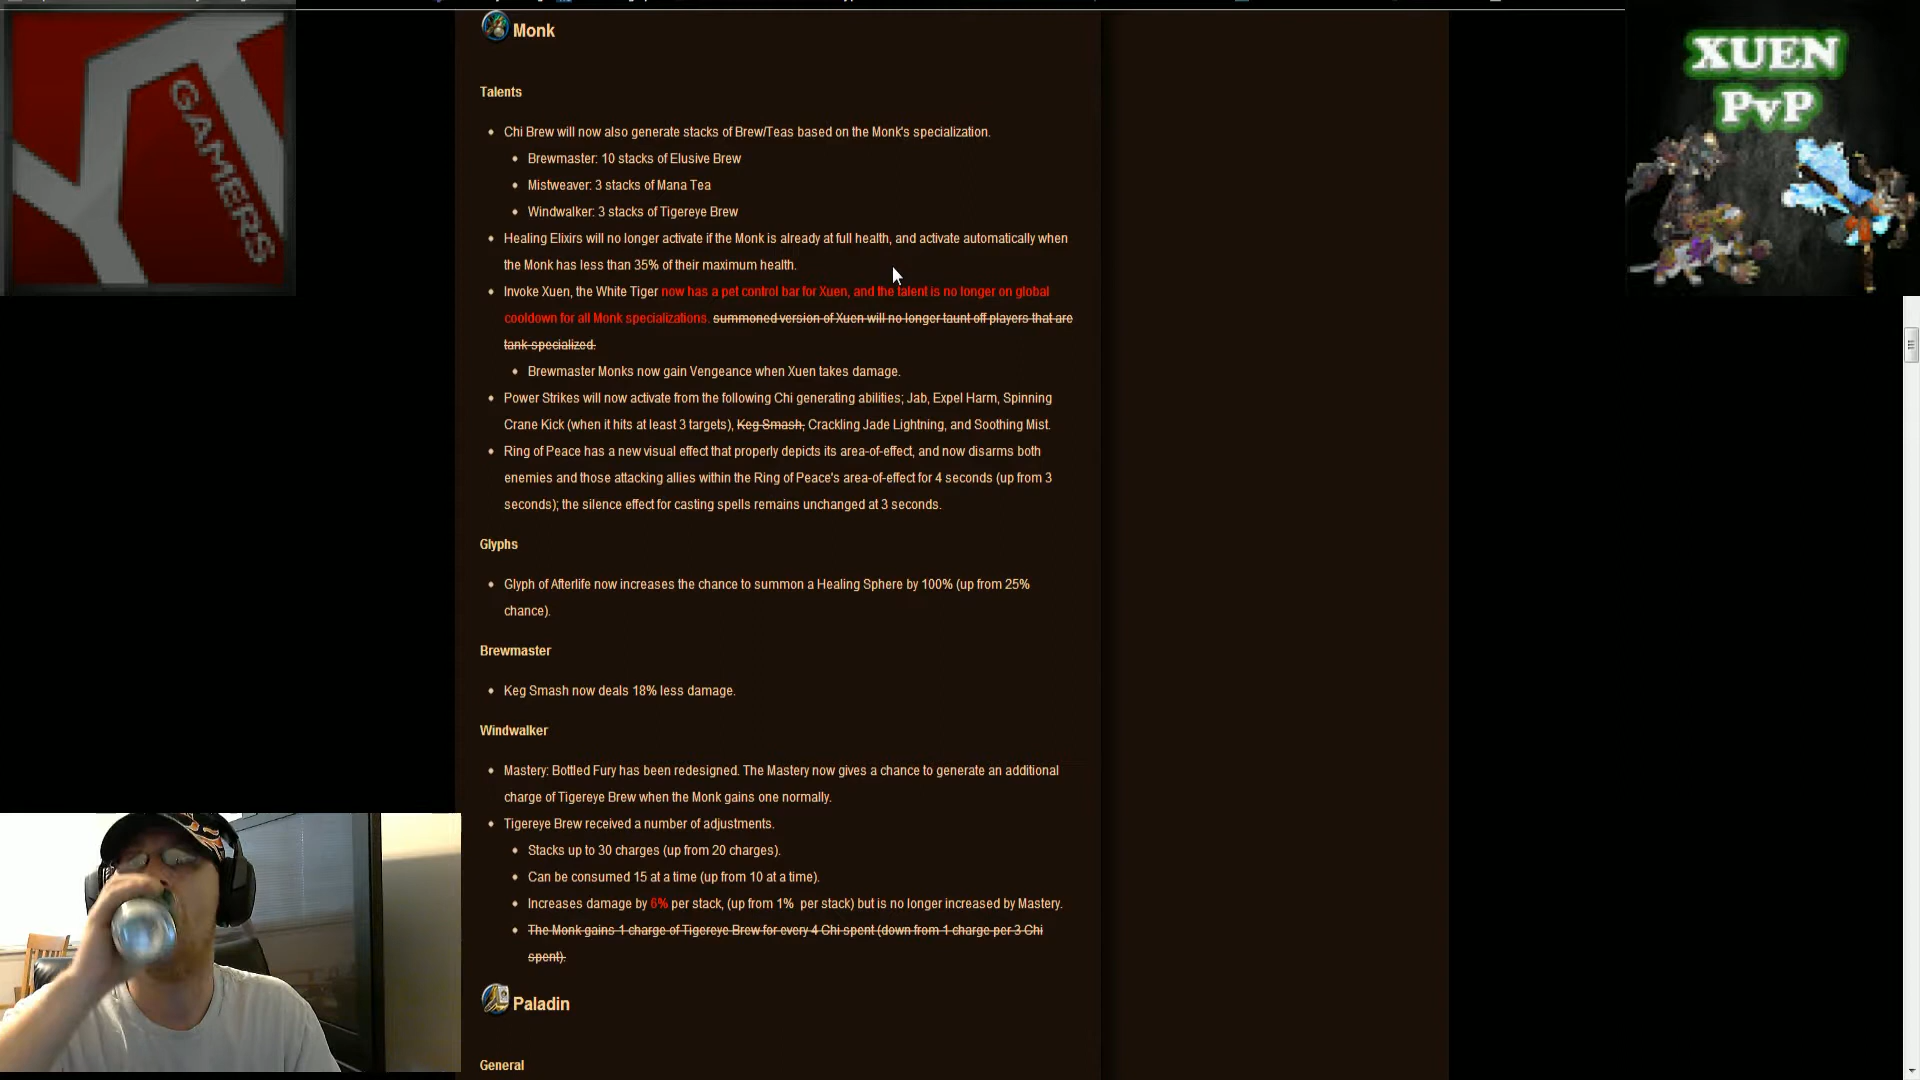 Monk
XUEN
PvP
GAMERS
Talents
Chi Brew will now also generate stacks of Brew/Teas based on the Monk's specialization.
Brewmaster: 10 stacks of Elusive Brew
Mistweaver: 3 stacks of Mana Tea
Windwalker: 3 stacks of Tigereye Brew
Healing Elixirs will no longer activate if the Monk is already at full health, and activate automatically when
the Monk has less than 35% of their maximum health.
Invoke Xuen, the White Tiger now has a pet control bar for Xuen, and the talent is no longer on global
cooldown for all Monk specializations. summoned version of Xuen will no longer taunt off players that are
tank-specialized.
Brewmaster Monks now gain Vengeance when Xuen takes damage.
Power Strikes will now activate from the following Chi generating abilities; Jab, Expel Harm, Spinning
Crane Kick (when it hits at least 3 targets), Keg Smash, Crackling Jade Lightning, and Soothing Mist.
Ring of Peace has a new visual effect that properly depicts its area-of-effect, and now disarms both
enemies and those attacking allies within the Ring of Peace's area-of-effect for 4 seconds (up from 3
seconds); the silence effect for casting spells remains unchanged at 3 seconds.
Glyphs
Glyph of Afterlife now increases the chance to summon a Healing Sphere by 100% (up from 25%
chance).
Brewmaster
Keg Smash now deals 18% less damage.
Windwalker
Mastery: Bottled Fury has been redesigned. The Mastery now gives a chance to generate an additional
charge of Tigereye Brew when the Monk gains one normally.
Tigereye Brew received a number of adjustments.
Stacks up to 30 charges (up from 20 charges).
Can be consumed 15 at a time (up from 10 at a time).
Increases damage by 6% per stack, (up from 1% per stack) but is no longer increased by Mastery.
The Monk gains 1 charge of Tigereye Brew for every 4 Chi spent (down from 1 charge per 3 Chi
spent).
Paladin
General